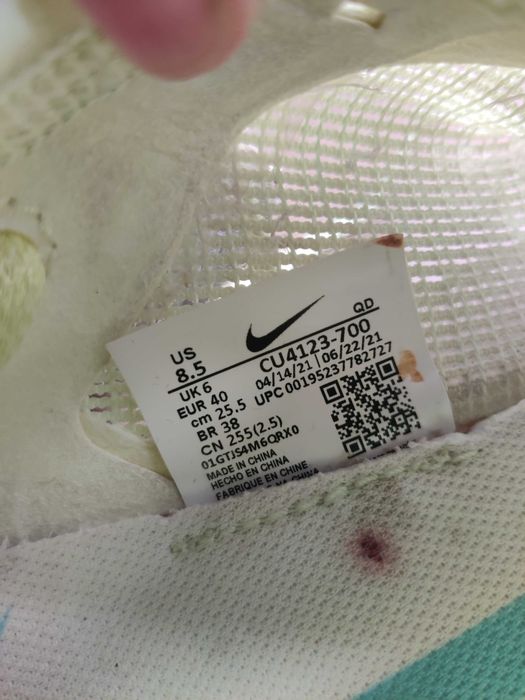 QD
US
8.5
CU4123-700
UK 6
04/14/21 | 06/22/21
EUR 40
UPC 00195237782727
cm 25.5
BR 38
CN 255(2.5)
01GTJS4M6QRX0
MADE IN CHINA
HECHO EN CHINA
FABRIQUE EN CHINE